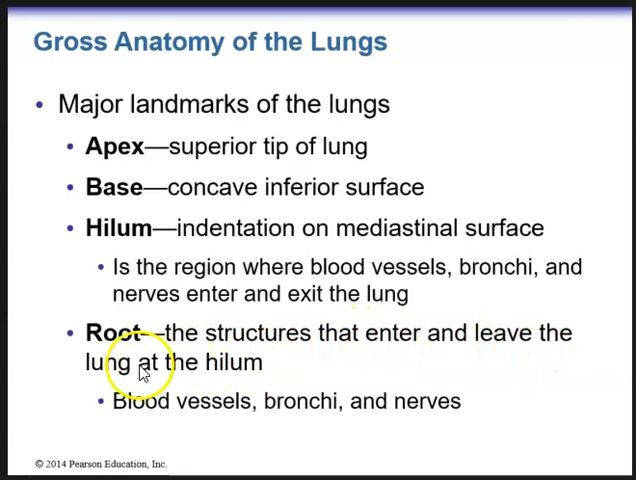 Gross Anatomy of the Lungs
• Major landmarks of the lungs
• Apex—superior tip of lung
• Base—concave inferior surface
• Hilum—indentation on mediastinal surface
• Is the region where blood vessels, bronchi, and
nerves enter and exit the lung
• Root—the structures that enter and leave the
lung at the hilum
• Blood vessels, bronchi, and nerves
© 2014 Pearson Education, Inc.